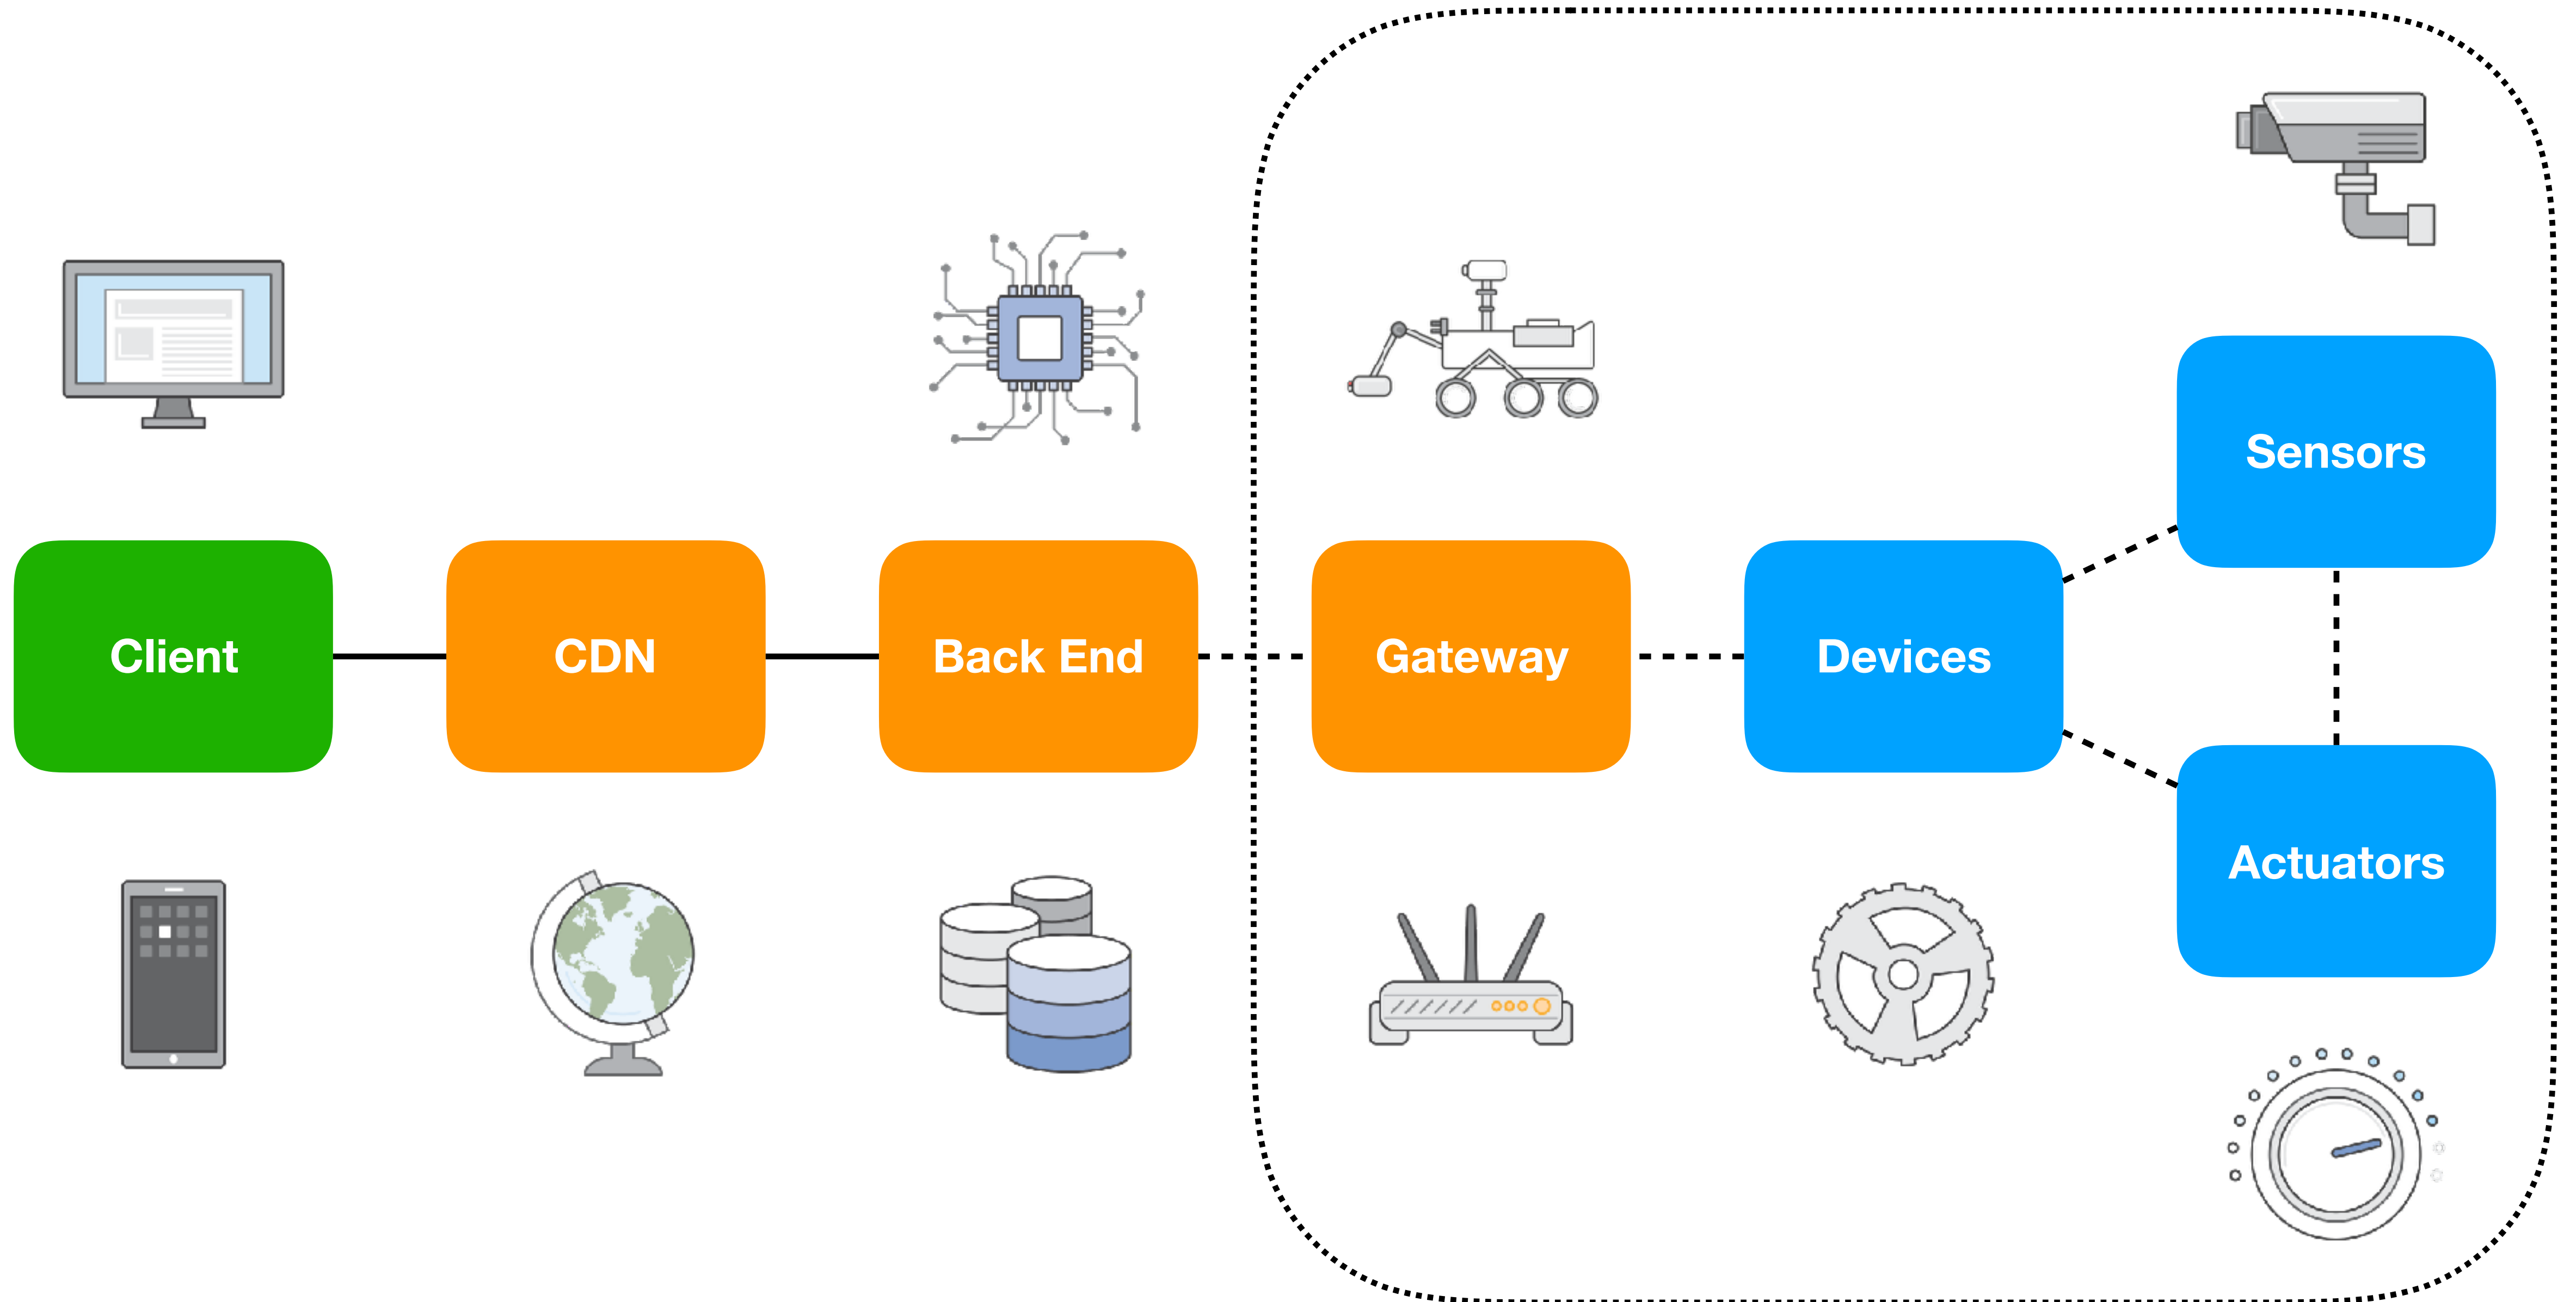 Client
CDN
Back End
Gateway
Devices
Sensors
Actuators